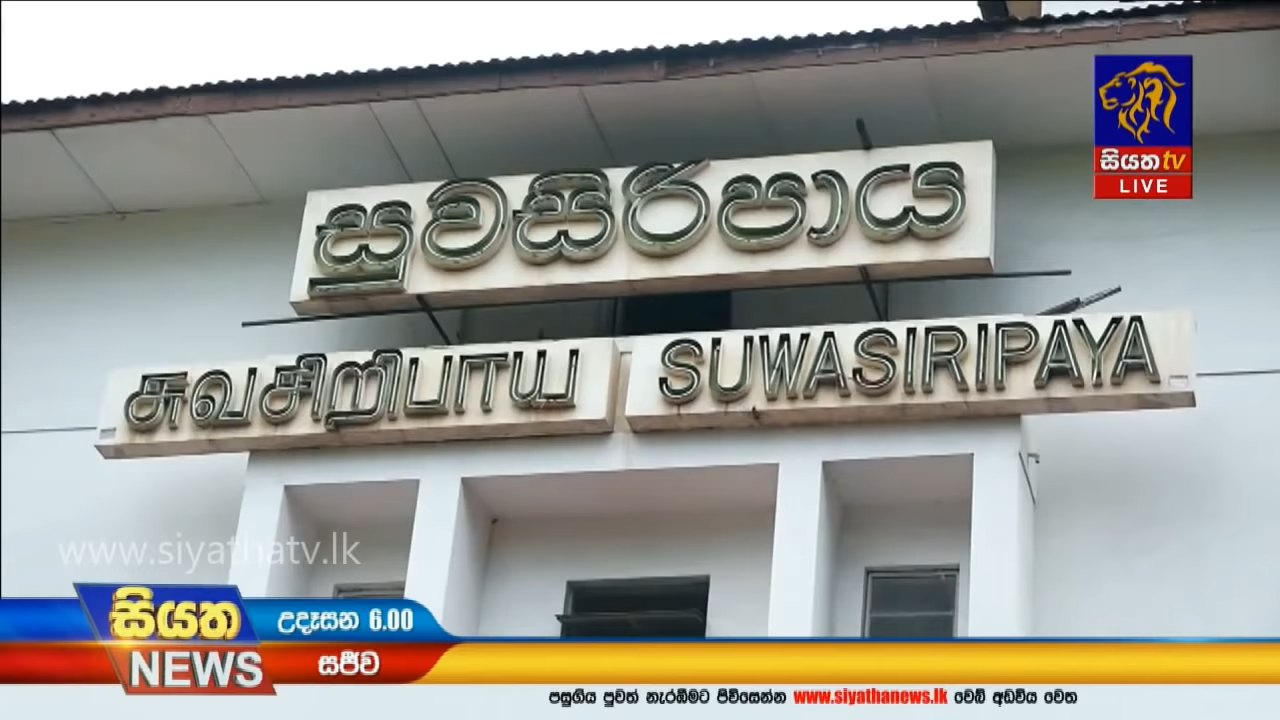 සියත tv
LIVE
සුවසිරිපාය
சுவசிறிபாய SUWASIRIPAYA
www.siyathatv.lk
සියත
NEWS
උදෑසන 6.00
සජීව
පසුගිය පුවත් නැරඹීමට පිවිසෙන්න www.siyathanews.lk වෙබ් අඩවිය වෙත